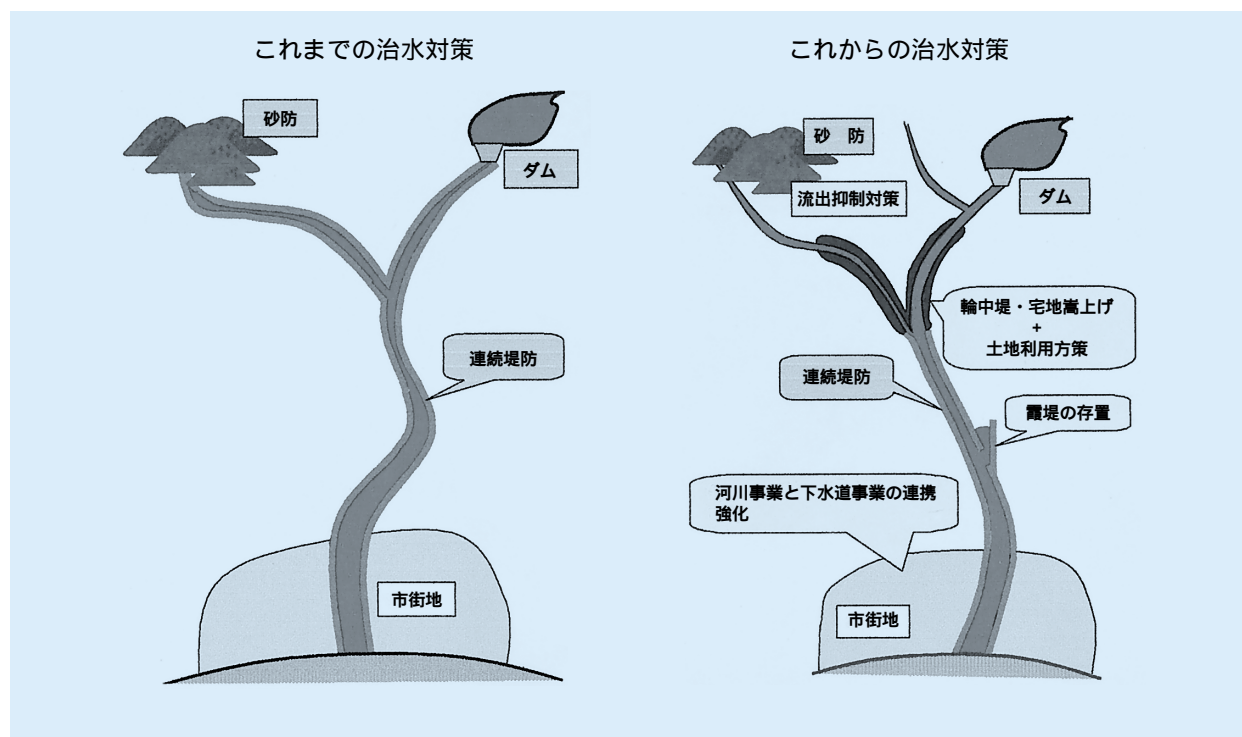 これまでの治水対策
砂防
ダム
連続堤防
市街地
これからの治水対策
砂 防
流出抑制対策
ダム
輪中堤・宅地嵩上げ
+
土地利用方策
連続堤防
霞堤の存置
河川事業と下水道事業の連携
強化
市街地